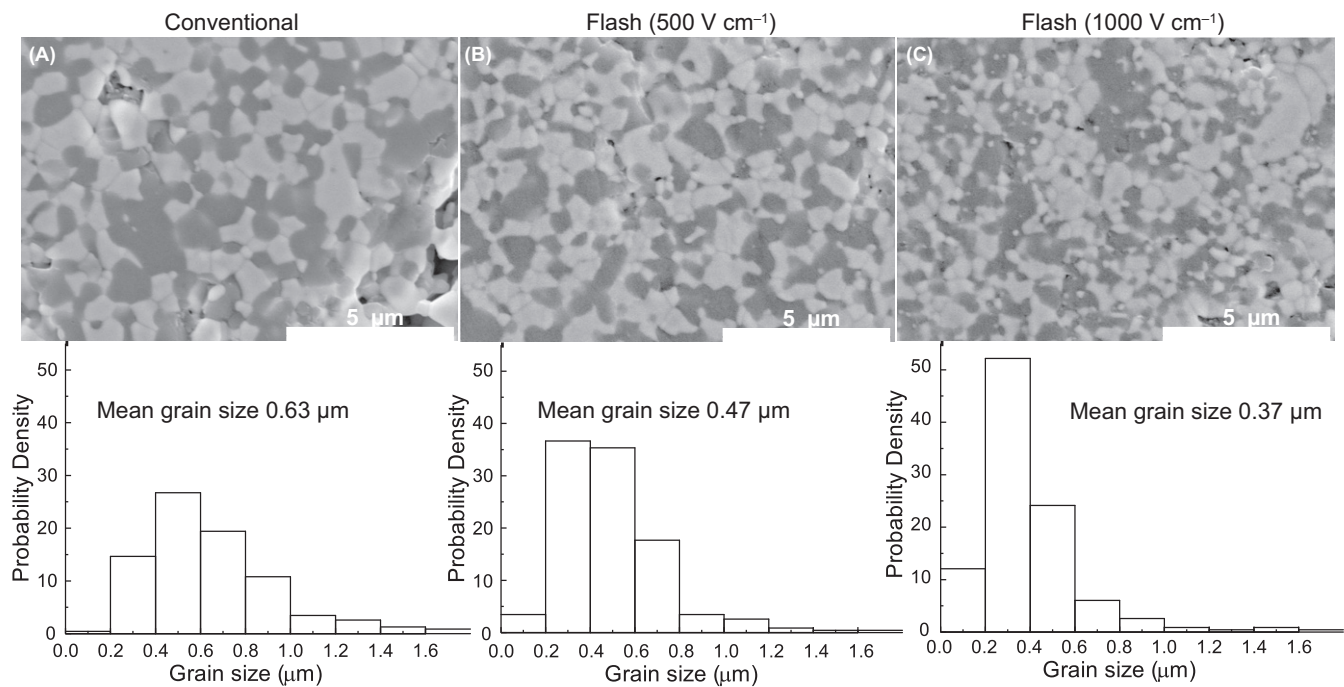 Conventional
Flash (500 V cm⁻¹)
Flash (1000 V cm⁻¹)
(A)
(B)
(C)
5 µm
5 µm
5 µm
Mean grain size 0.63 µm
Probability Density
50
40
30
20
10
0
0.0 0.2 0.4 0.6 0.8 1.0 1.2 1.4 1.6
Grain size (µm)
Mean grain size 0.47 µm
Probability Density
50
40
30
20
10
0
0.0 0.2 0.4 0.6 0.8 1.0 1.2 1.4 1.6
Grain size (µm)
Mean grain size 0.37 µm
Probability Density
50
40
30
20
10
0
0.0 0.2 0.4 0.6 0.8 1.0 1.2 1.4 1.6
Grain size (µm)